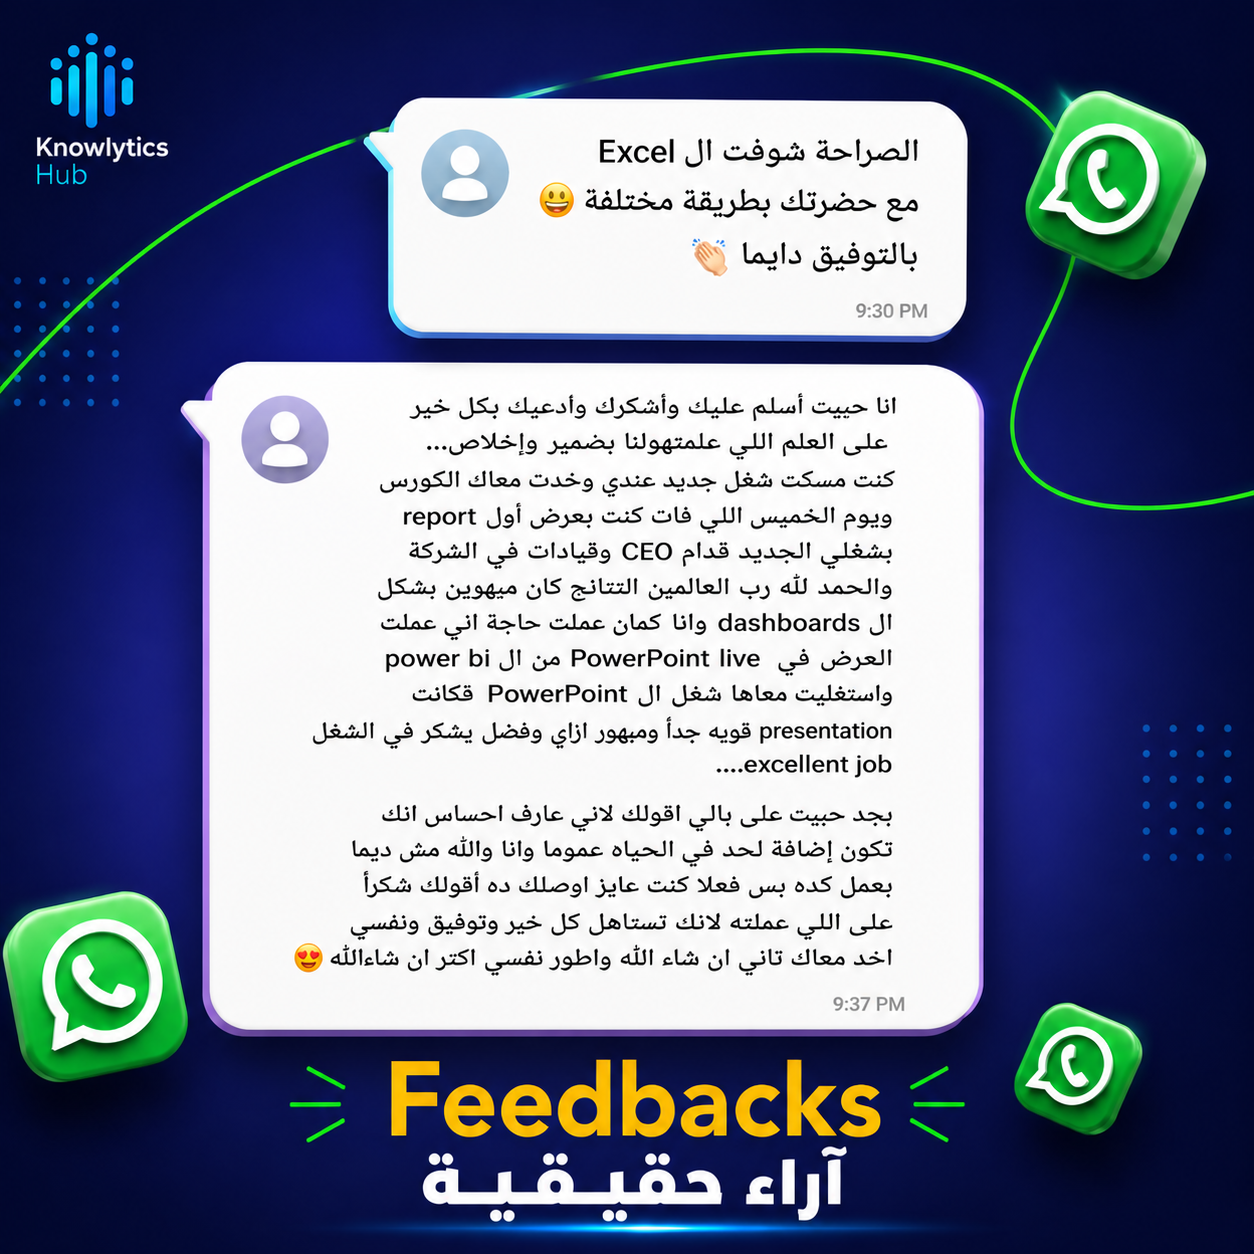 Knowlytics
Hub
الصراحة شوفت ال Excel
مع حضرتك بطريقة مختلفة 😃
بالتوفيق دايما 👏🏻
9:30 PM
انا حبيت أسلم عليك وأشكرك وأدعيك بكل خير
على العلم اللي علمتهولنا بضمير وإخلاص...
كنت مسكت شغل جديد عندي وخدت معاك الكورس
ويوم الخميس اللي فات كنت بعرض أول report
بشغلي الجديد قدام CEO وقيادات في الشركة
والحمد لله رب العالمين التتانج كان ميهوين بشكل
ال dashboards وانا كمان عملت حاجة اني عملت
العرض في PowerPoint live من ال power bi
واستغليت معاها شغل ال PowerPoint قكانت
presentation قويه جدأ ومبهور ازاي وفضل يشكر في الشغل
excellent job....
بجد حبيت على بالي اقولك لاني عارف احساس انك
تكون إضافة لحد في الحياه عموما وانا والله مش ديما
بعمل كده بس فعلا كنت عايز اوصلك ده أقولك شكرأ
على اللي عملته لانك تستاهل كل خير وتوفيق ونفسي
اخد معاك تاني ان شاء الله واطور نفسي اكتر ان شاءالله 😍
9:37 PM
Feedbacks
آراء حقيقية